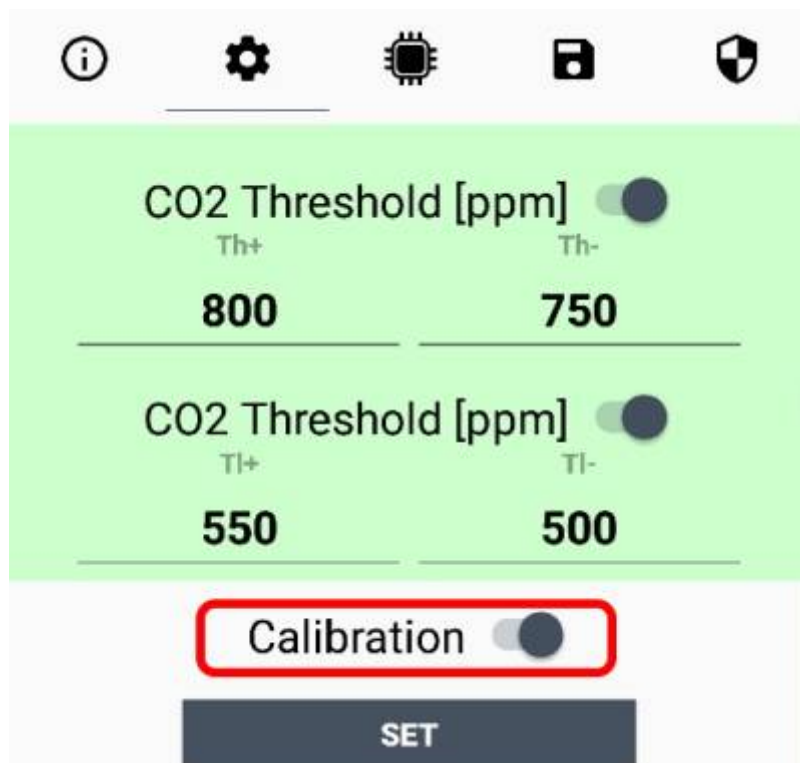 CO2 Threshold [ppm]
Th+ Th-
800 750
CO2 Threshold [ppm]
Tl+ Tl-
550 500
Calibration
SET